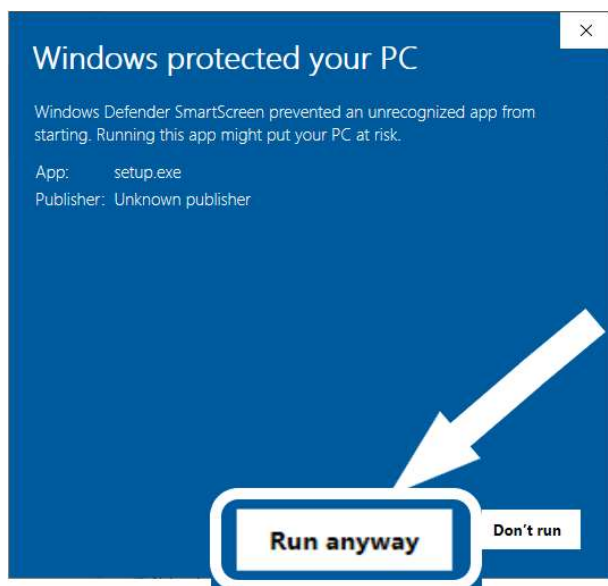 Windows protected your PC
Windows Defender SmartScreen prevented an unrecognized app from
starting. Running this app might put your PC at risk.
App: setup.exe
Publisher: Unknown publisher
Run anyway
Don't run